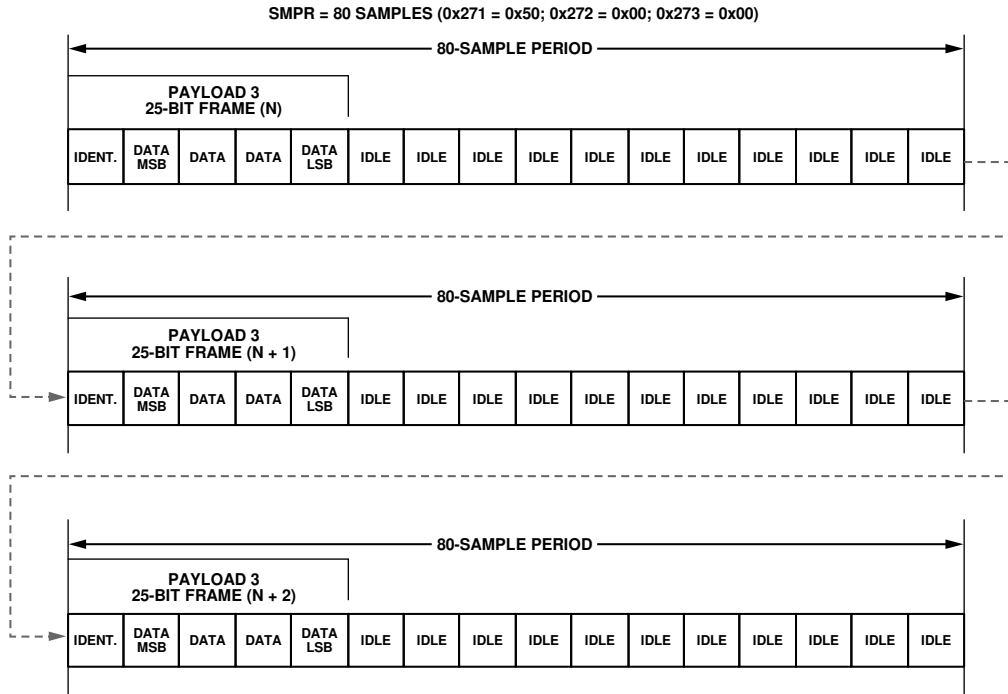 SMPR = 80 SAMPLES (0x271 = 0x50; 0x272 = 0x00; 0x273 = 0x00)
80-SAMPLE PERIOD
PAYLOAD 3
25-BIT FRAME (N)
IDENT. DATA MSB DATA DATA DATA LSB IDLE IDLE IDLE IDLE IDLE IDLE IDLE IDLE IDLE IDLE IDLE
80-SAMPLE PERIOD
PAYLOAD 3
25-BIT FRAME (N + 1)
IDENT. DATA MSB DATA DATA DATA LSB IDLE IDLE IDLE IDLE IDLE IDLE IDLE IDLE IDLE IDLE IDLE
80-SAMPLE PERIOD
PAYLOAD 3
25-BIT FRAME (N + 2)
IDENT. DATA MSB DATA DATA DATA LSB IDLE IDLE IDLE IDLE IDLE IDLE IDLE IDLE IDLE IDLE IDLE